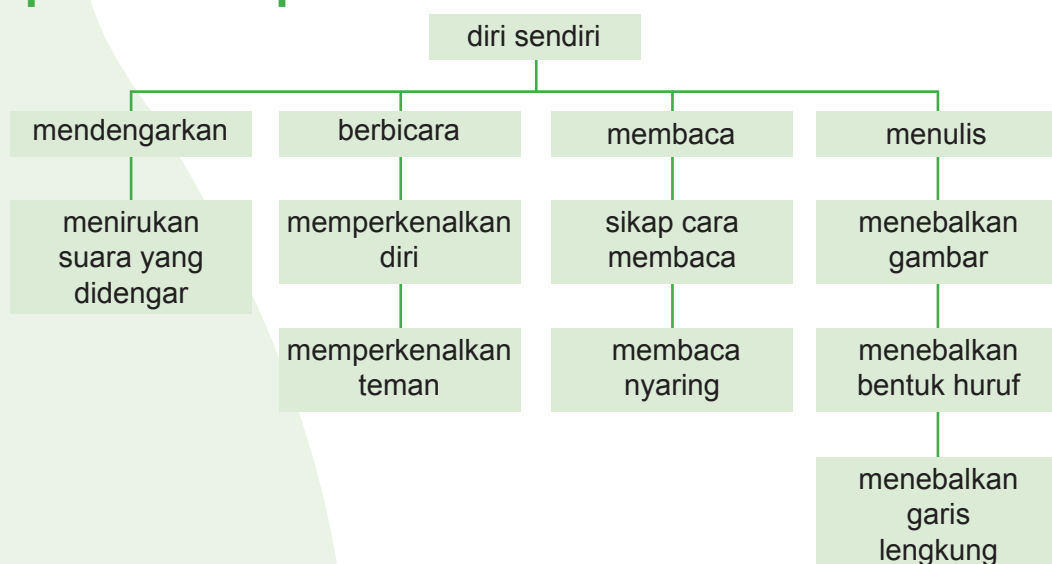 diri sendiri
mendengarkan
berbicara
membaca
menulis
menirukan
suara yang
didengar
memperkenalkan
diri
sikap cara
membaca
menebalkan
gambar
memperkenalkan
teman
membaca
nyaring
menebalkan
bentuk huruf
menebalkan
garis
lengkung